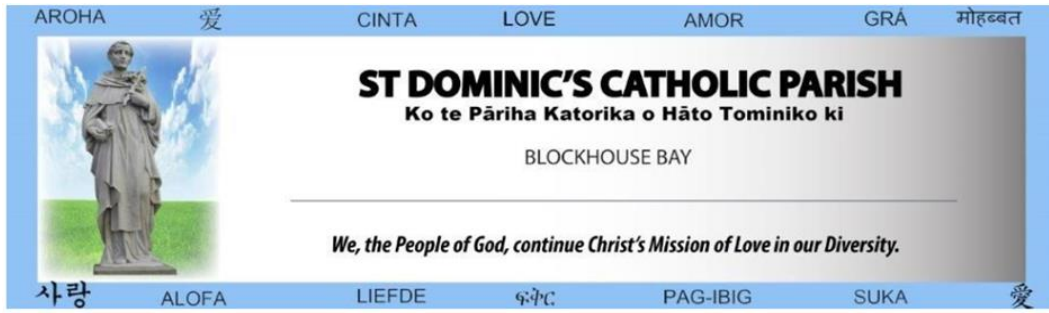 AROHA 爱 CINTA LOVE AMOR GRÁ मोहब्बत
ST DOMINIC'S CATHOLIC PARISH
Ko te Pāriha Katorika o Hāto Tominiko ki
BLOCKHOUSE BAY
We, the People of God, continue Christ's Mission of Love in our Diversity.
사랑 ALOFA LIEFDE ፍቅር PAG-IBIG SUKA 愛